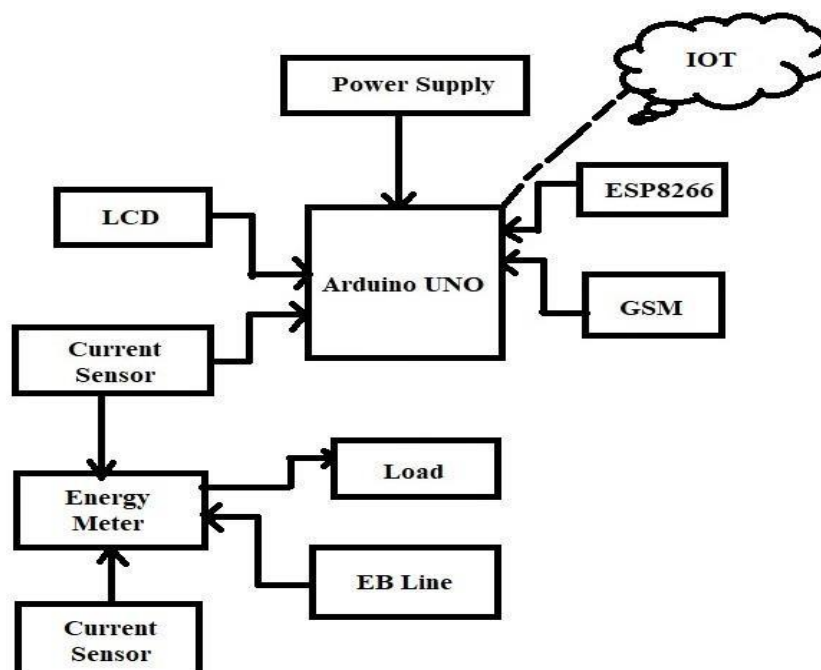 IOT
Power Supply
ESP8266
LCD
Arduino UNO
GSM
Current
Sensor
Load
Energy
Meter
EB Line
Current
Sensor